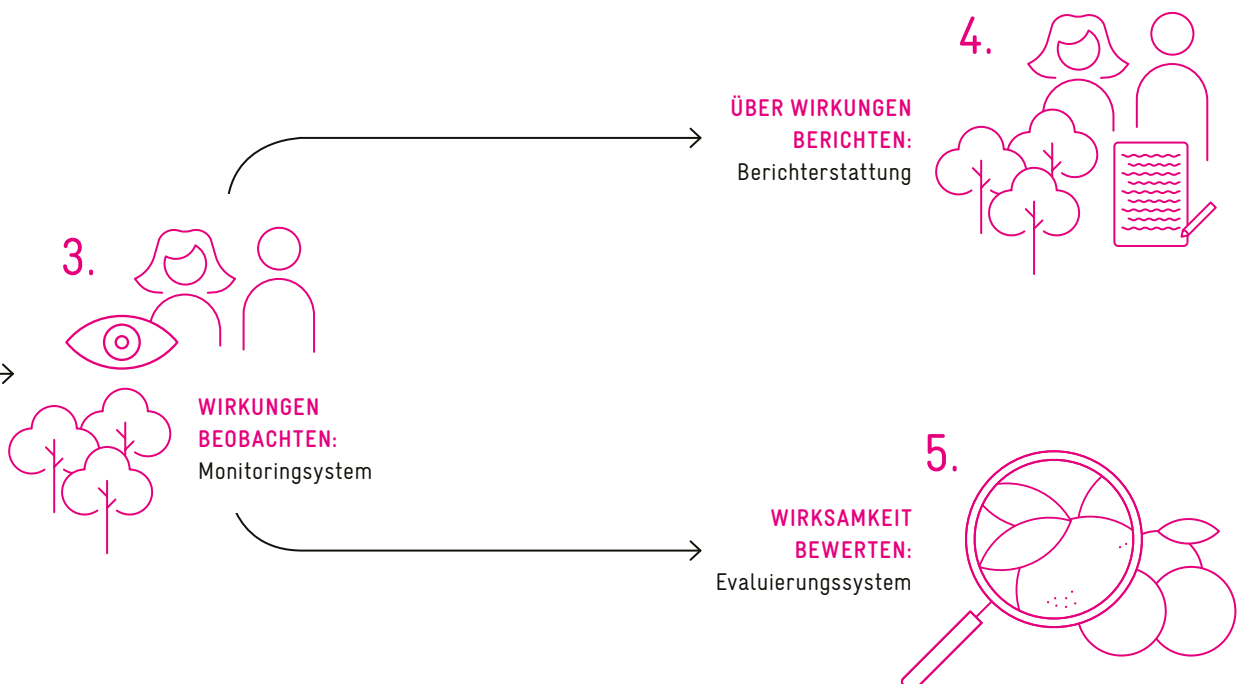 3.
WIRKUNGEN
BEOBACHTEN:
Monitoringsystem
4.
ÜBER WIRKUNGEN
BERICHTEN:
Berichterstattung
5.
WIRKSAMKEIT
BEWERTEN:
Evaluierungssystem